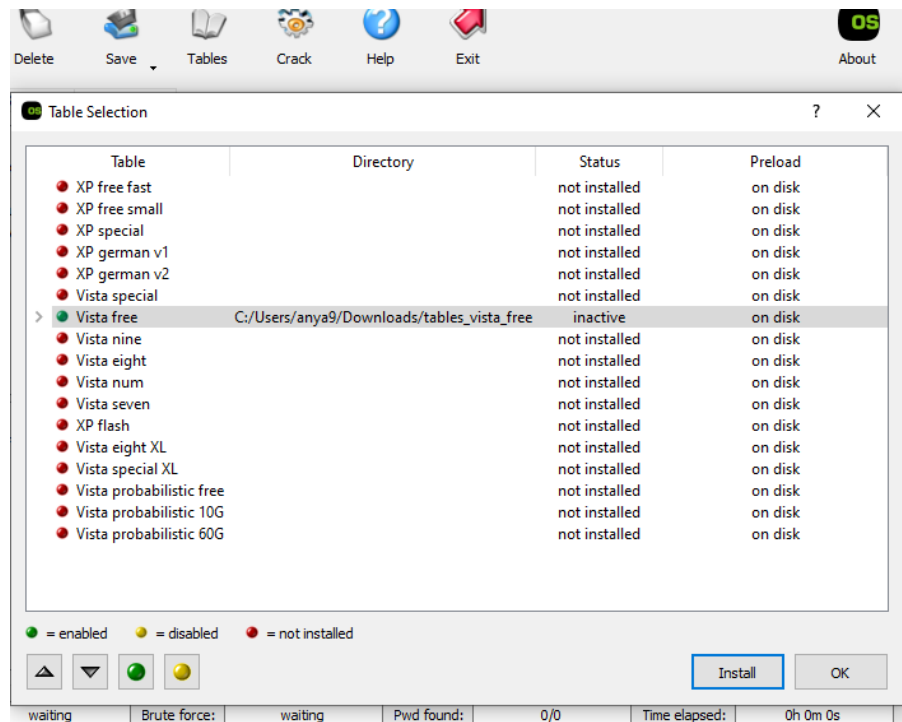 Delete Save Tables Crack Help Exit OS About
OS Table Selection ? ×
Table Directory Status Preload
XP free fast not installed on disk
XP free small not installed on disk
XP special not installed on disk
XP german v1 not installed on disk
XP german v2 not installed on disk
Vista special not installed on disk
Vista free C:/Users/anya9/Downloads/tables_vista_free inactive on disk
Vista nine not installed on disk
Vista eight not installed on disk
Vista num not installed on disk
Vista seven not installed on disk
XP flash not installed on disk
Vista eight XL not installed on disk
Vista special XL not installed on disk
Vista probabilistic free not installed on disk
Vista probabilistic 10G not installed on disk
Vista probabilistic 60G not installed on disk
= enabled = disabled = not installed
Install OK
waiting Brute force: waiting Pwd found: 0/0 Time elapsed: 0h 0m 0s